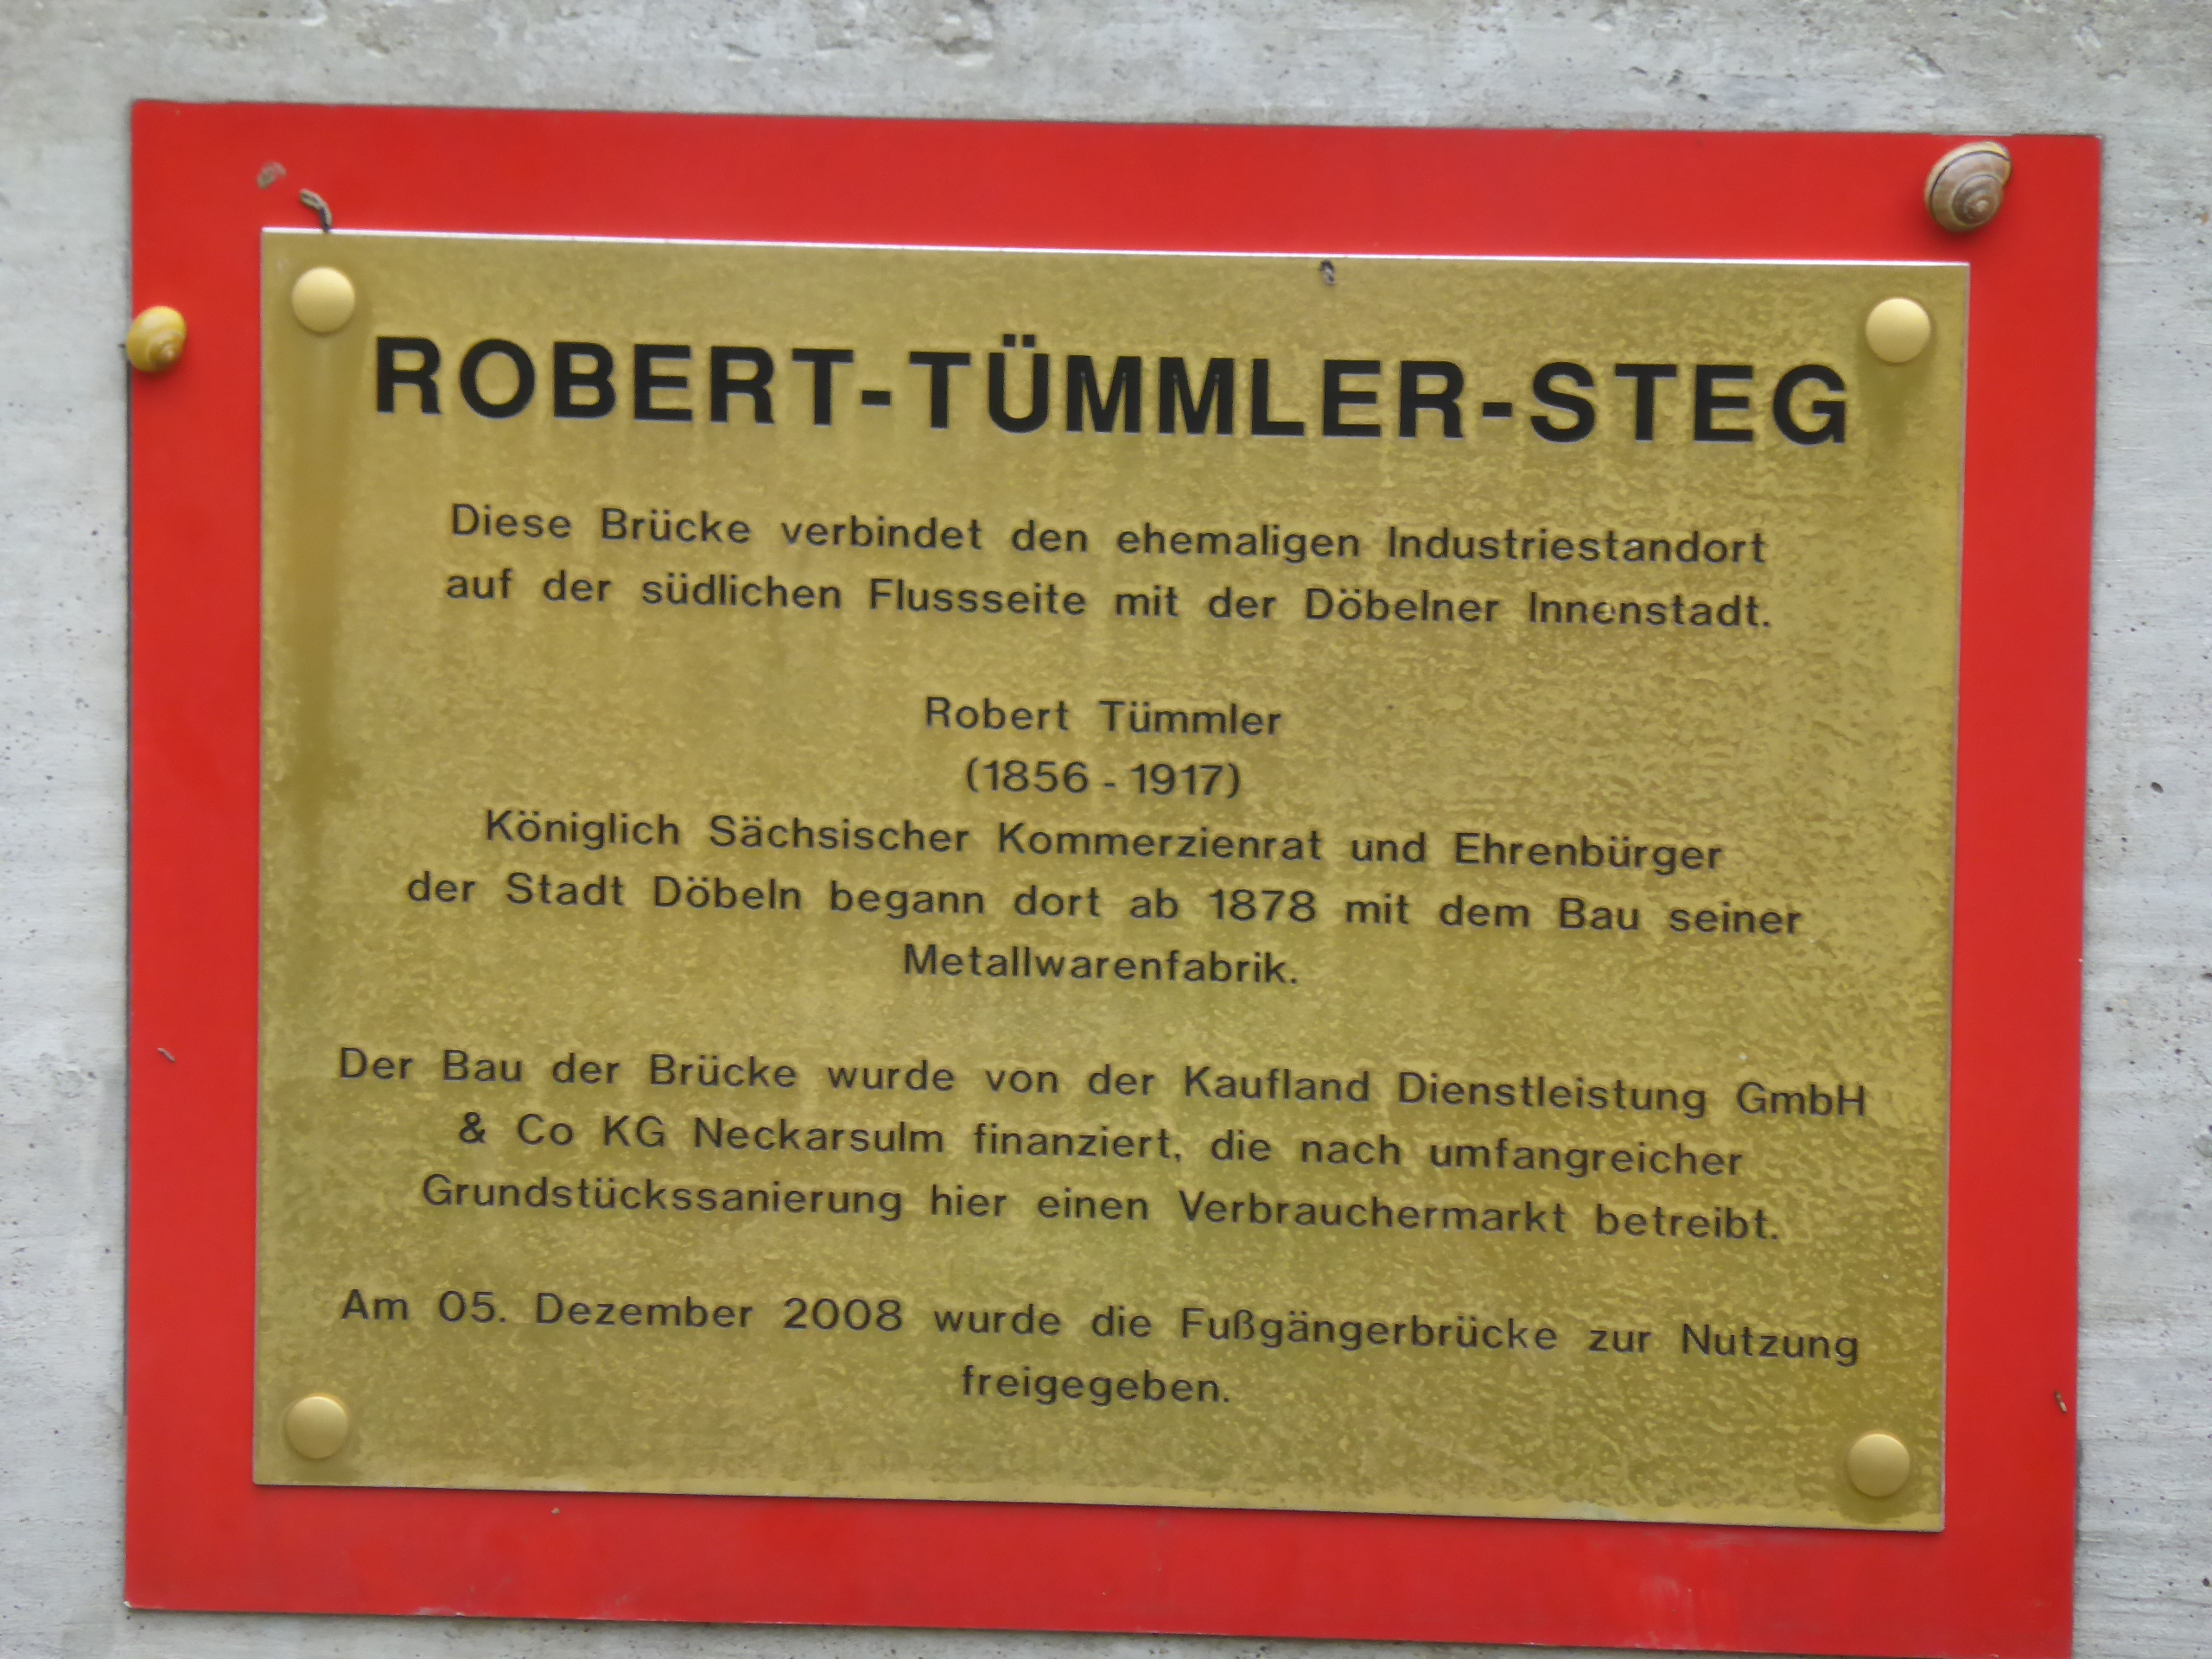 ROBERT-TÜMMLER-STEG
Diese Brücke verbindet den ehemaligen Industriestandort
auf der südlichen Flussseite mit der Döbelner Innenstadt.
Robert Tümmler
(1856 - 1917)
Königlich Sächsischer Kommerzienrat und Ehrenbürger
der Stadt Döbeln begann dort ab 1878 mit dem Bau seiner
Metallwarenfabrik.
Der Bau der Brücke wurde von der Kaufland Dienstleistung GmbH
& Co KG Neckarsulm finanziert, die nach umfangreicher
Grundstückssanierung hier einen Verbrauchermarkt betreibt.
Am 05. Dezember 2008 wurde die Fußgängerbrücke zur Nutzung
freigegeben.